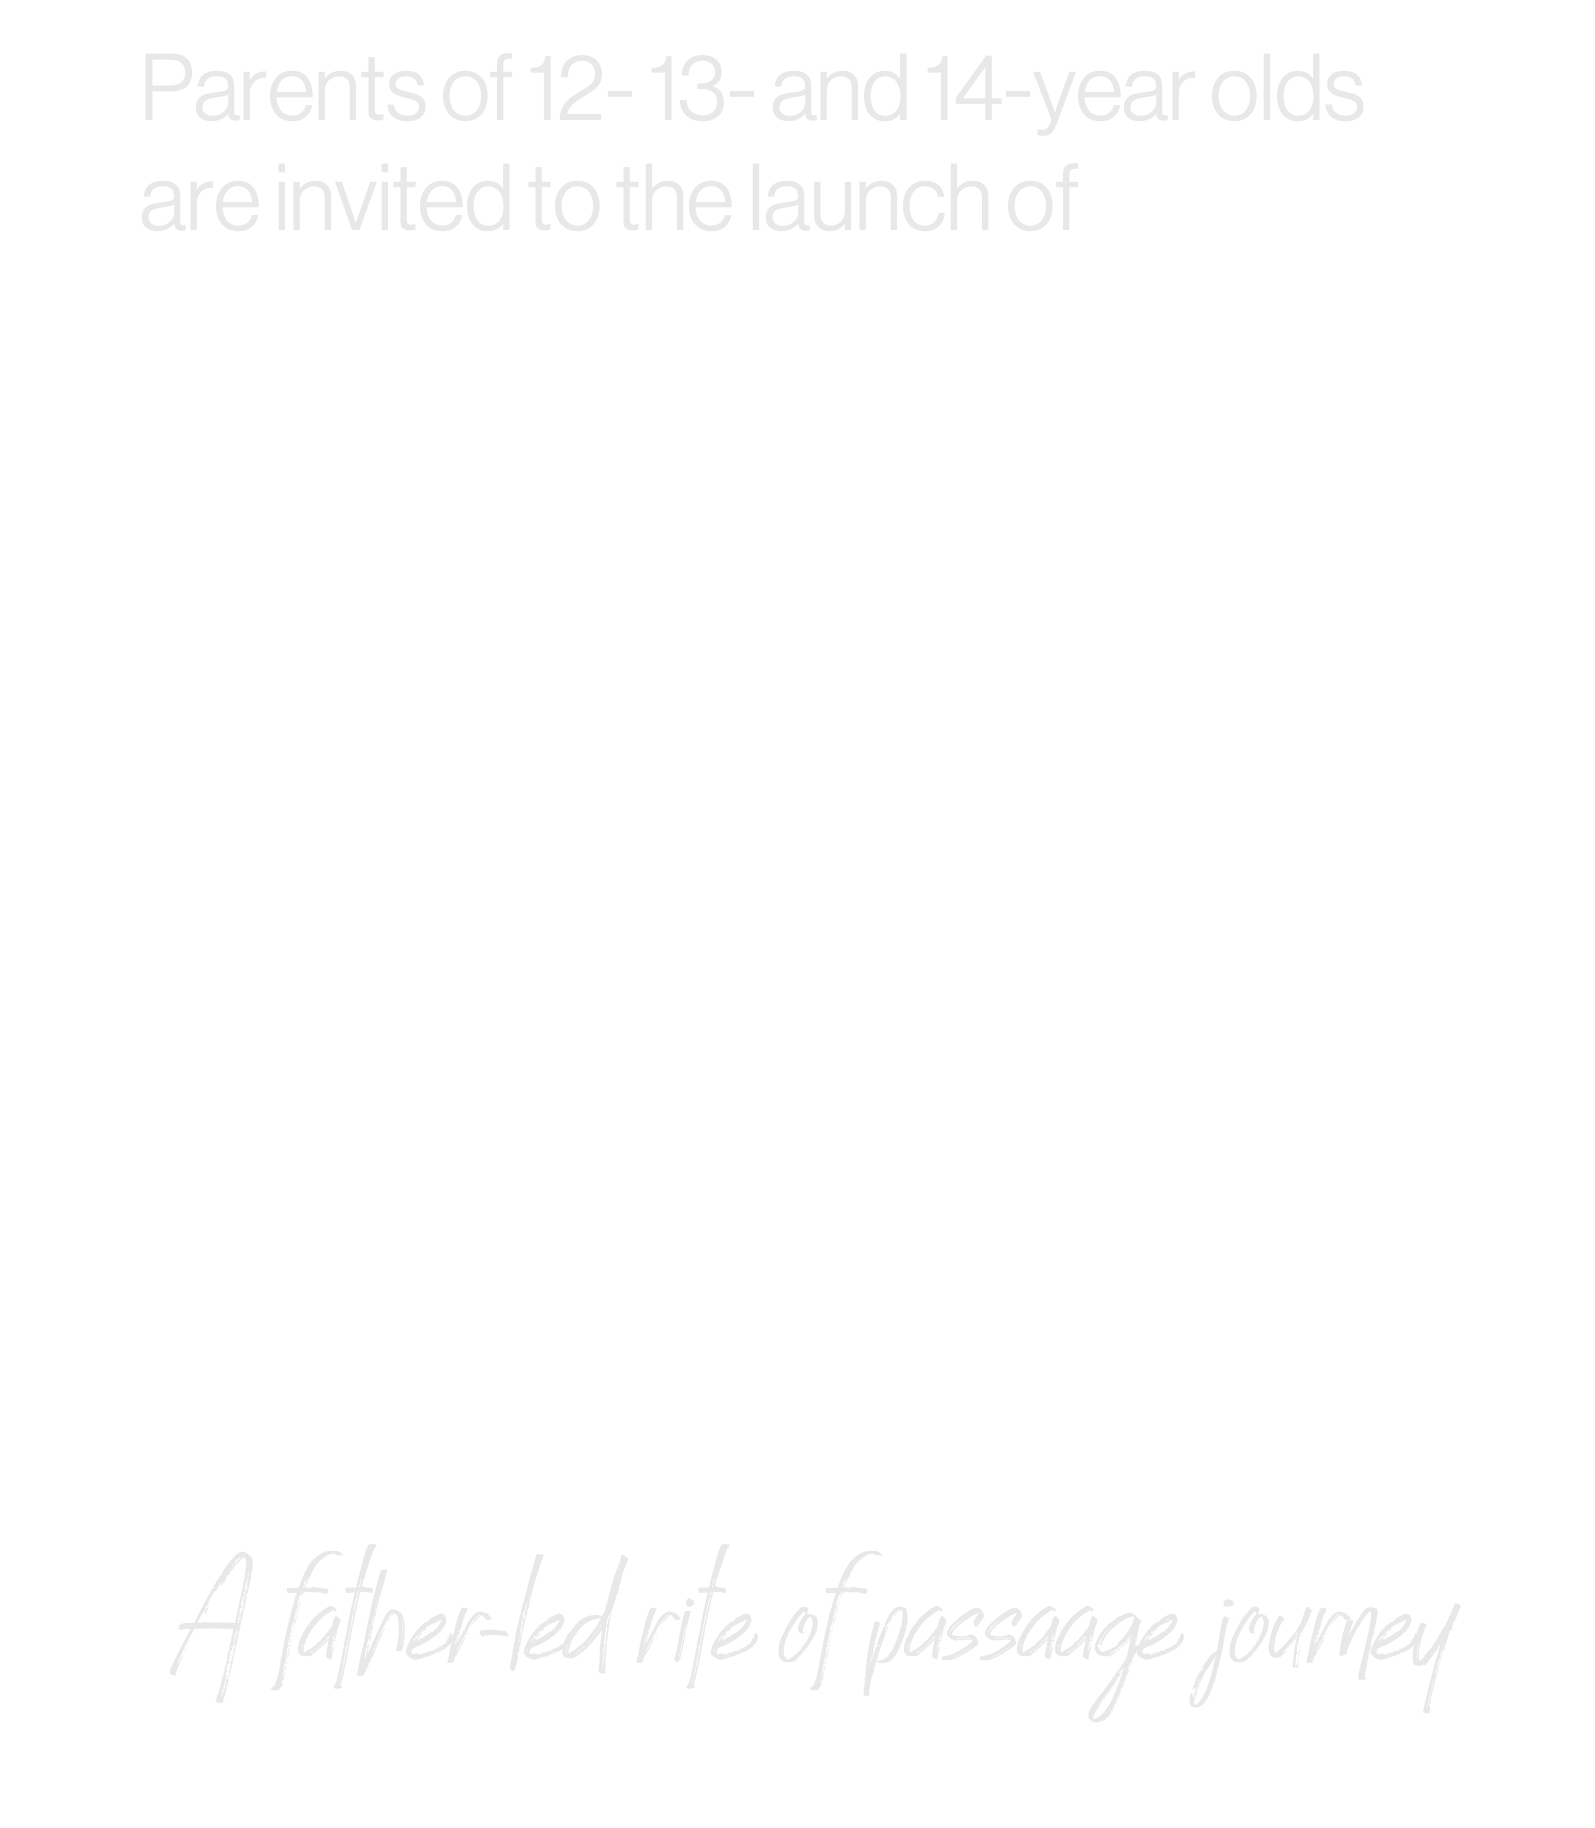 Parents of 12- 13- and 14-year olds
are invited to the launch of
A father-led rite of passaage journey